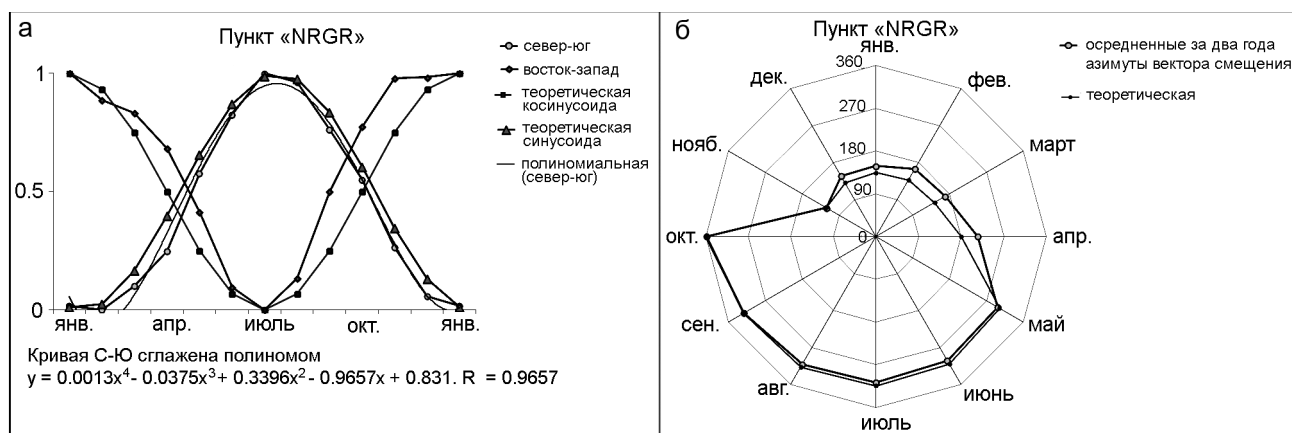 а
Пункт «NRGR»
север-юг
восток-запад
теоретическая
косинусоида
теоретическая
синусоида
полиномиальная
(север-юг)
1
0.5
0
янв.
апр.
июль
окт.
янв.
Кривая С-Ю сглажена полиномом
y = 0.0013x⁴ - 0.0375x³ + 0.3396x² - 0.9657x + 0.831. R = 0.9657
б
Пункт «NRGR»
осредненные за два года
азимуты вектора смещения
теоретическая
янв.
фев.
март
апр.
май
июнь
июль
авг.
сен.
окт.
нояб.
дек.
360
270
180
90
0